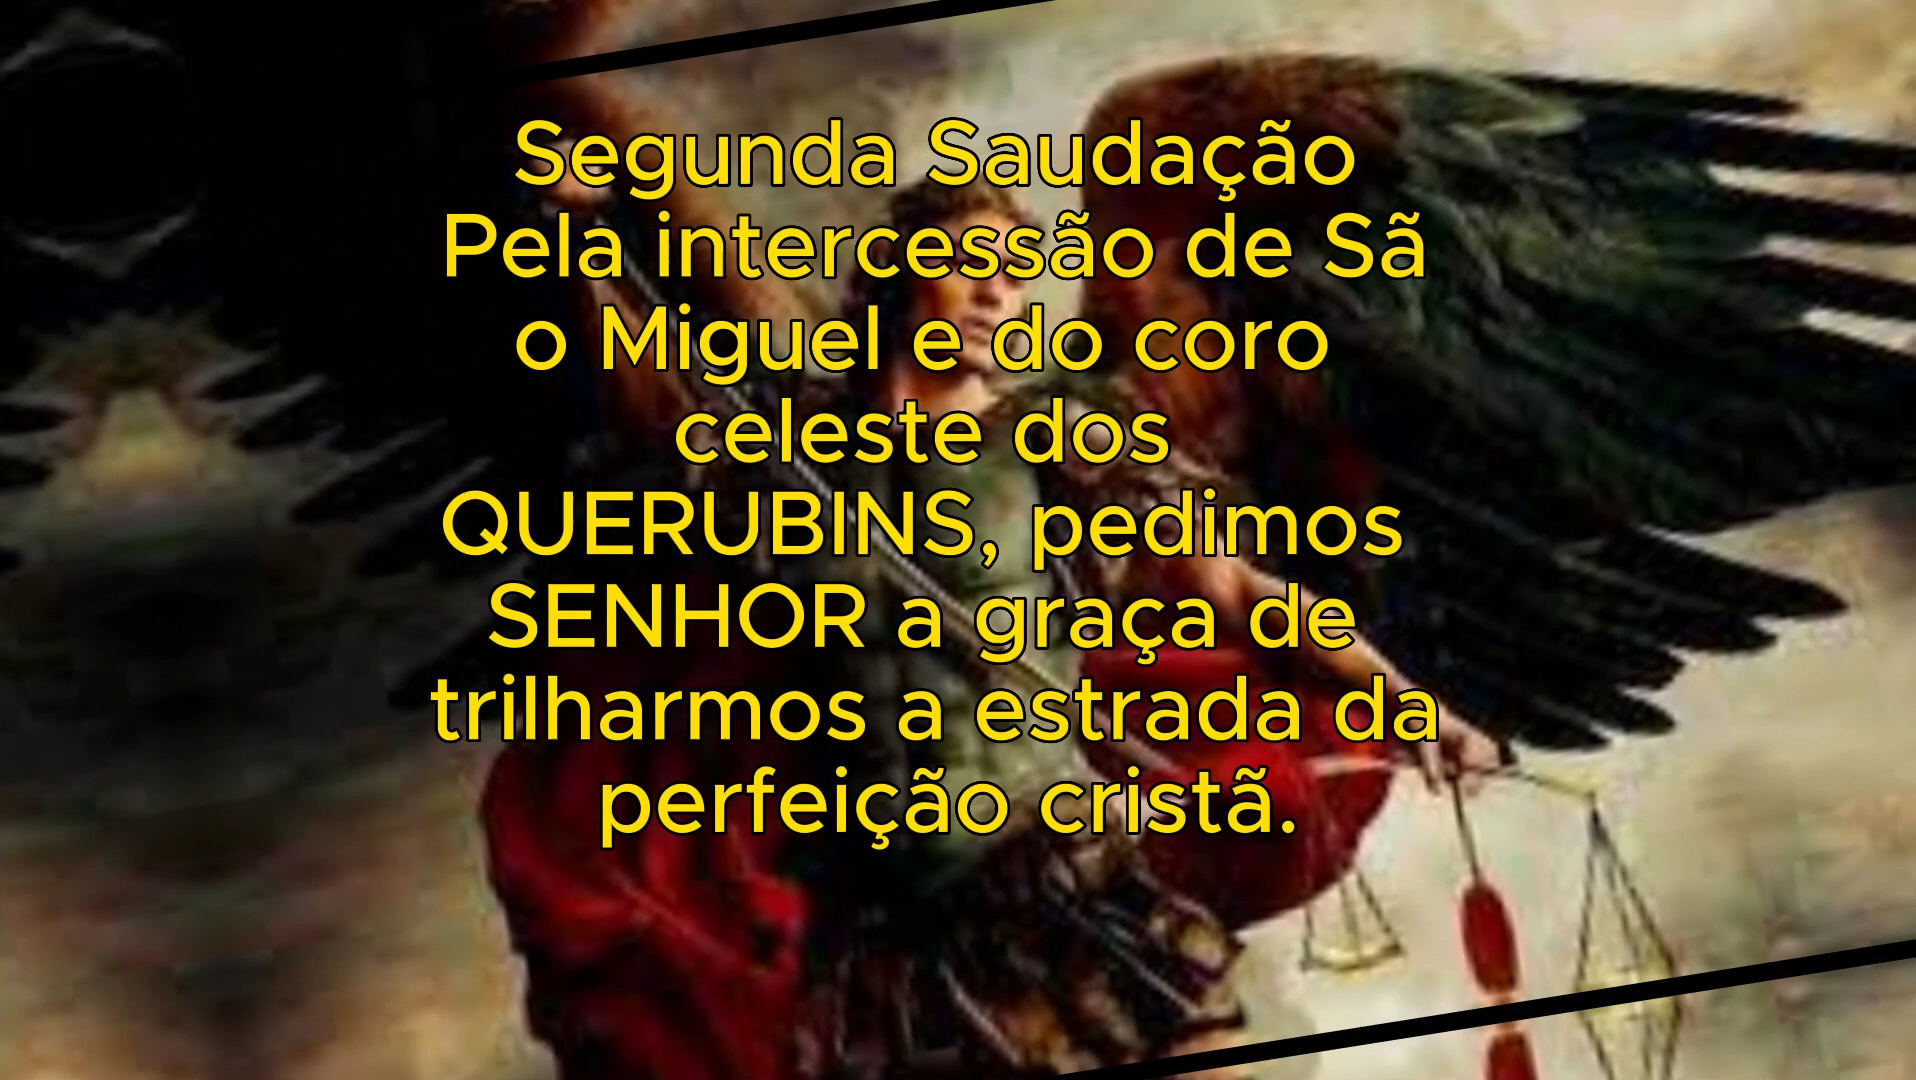 Segunda Saudação
Pela intercessão de Sã
o Miguel e do coro
celeste dos
QUERUBINS, pedimos
SENHOR a graça de
trilharmos a estrada da
perfeição cristã.